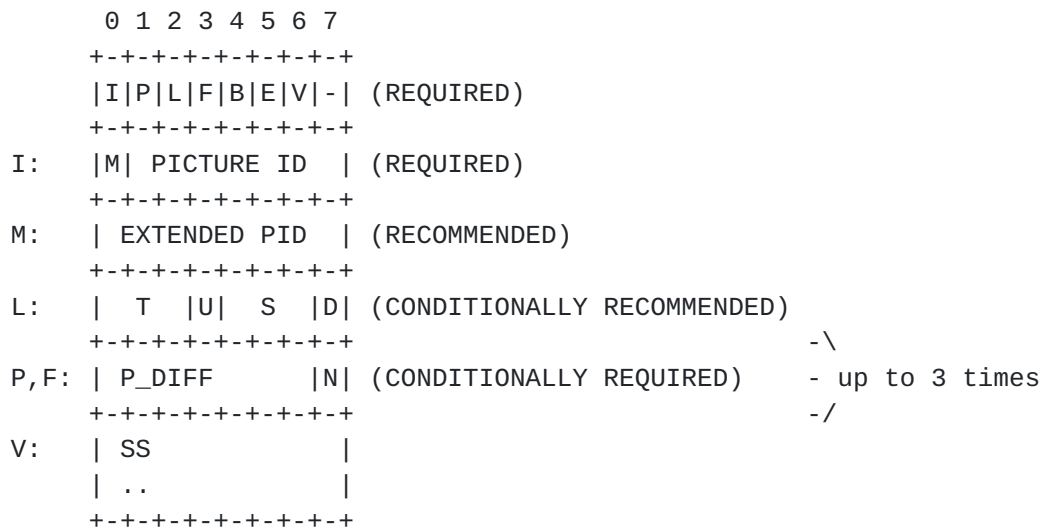 0 1 2 3 4 5 6 7
     +-+-+-+-+-+-+-+-+
     |I|P|L|F|B|E|V|-| (REQUIRED)
     +-+-+-+-+-+-+-+-+
I:   |M| PICTURE ID  | (REQUIRED)
     +-+-+-+-+-+-+-+-+
M:   | EXTENDED PID  | (RECOMMENDED)
     +-+-+-+-+-+-+-+-+
L:   |  T  |U|  S  |D| (CONDITIONALLY RECOMMENDED)
     +-+-+-+-+-+-+-+-+                             -\
P,F: | P_DIFF      |N| (CONDITIONALLY REQUIRED)    - up to 3 times
     +-+-+-+-+-+-+-+-+                             -/
V:   | SS            |
     | ..            |
     +-+-+-+-+-+-+-+-+